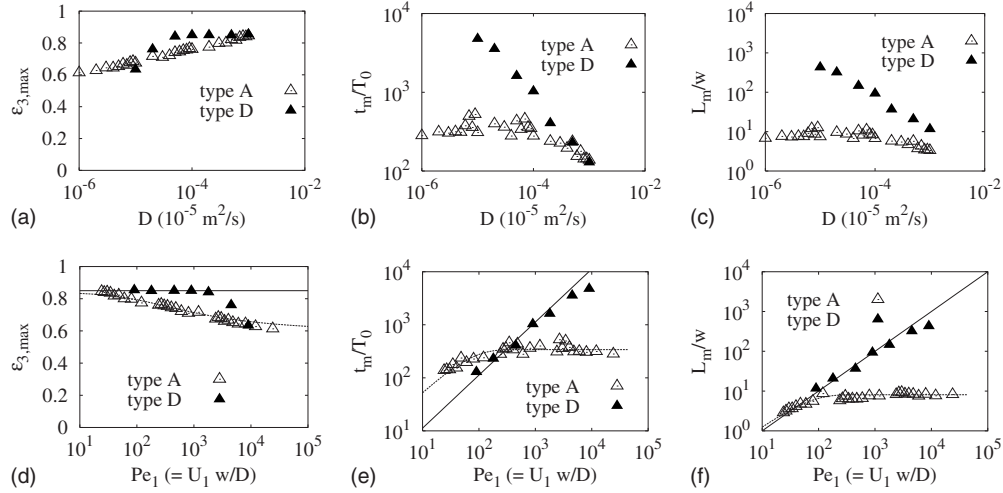 1
0.8
0.6
0.4
0.2
0
ε3,max
type A
type D
10^-6
10^-4
10^-2
D (10^-5 m^2/s)
(a)
10^4
10^3
10^2
tm/T0
type A
type D
10^-6
10^-4
10^-2
D (10^-5 m^2/s)
(b)
10^4
10^3
10^2
10^1
10^0
Lm/w
type A
type D
10^-6
10^-4
10^-2
D (10^-5 m^2/s)
(c)
1
0.8
0.6
0.4
0.2
0
ε3,max
type A
type D
10^1
10^2
10^3
10^4
10^5
Pe1 (= U1 w/D)
(d)
10^4
10^3
10^2
10^1
tm/T0
type A
type D
10^1
10^2
10^3
10^4
10^5
Pe1 (= U1 w/D)
(e)
10^4
10^3
10^2
10^1
10^0
Lm/w
type A
type D
10^1
10^2
10^3
10^4
10^5
Pe1 (= U1 w/D)
(f)